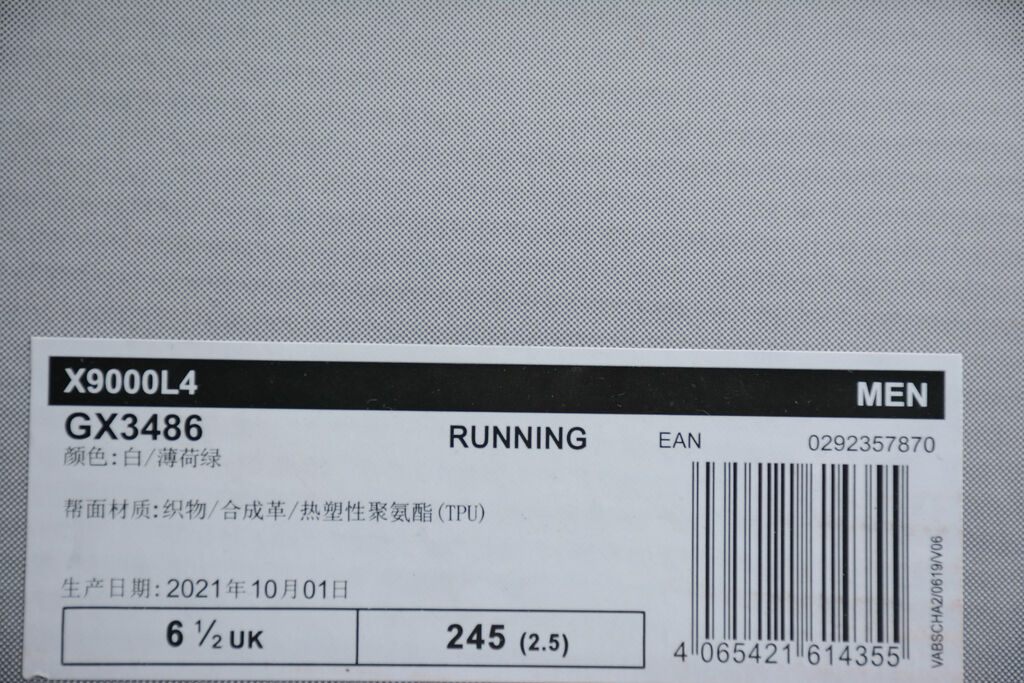 X9000L4 MEN
GX3486 RUNNING EAN 0292357870
颜色:白/薄荷绿
帮面材质:织物/合成革/热塑性聚氨酯(TPU)
生产日期:2021年10月01日
6 ½ UK 245 (2.5)
4 065421 614355
VABSCHA2/0619/V06